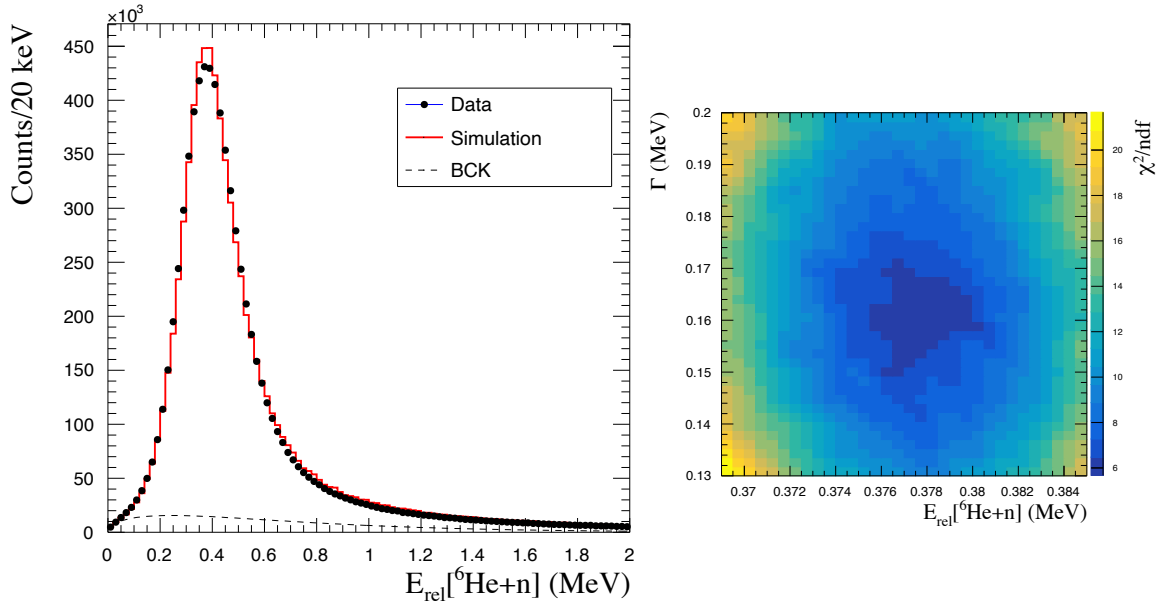 ×10³
450
400
350
300
250
200
150
100
50
0
Counts/20 keV
Data
Simulation
BCK
0 0.2 0.4 0.6 0.8 1 1.2 1.4 1.6 1.8 2
E_rel[⁶He+n] (MeV)
0.2
0.19
0.18
0.17
0.16
0.15
0.14
0.13
Γ (MeV)
0.37 0.372 0.374 0.376 0.378 0.38 0.382 0.384
E_rel[⁶He+n] (MeV)
20
18
16
14
12
10
8
6
χ²/ndf